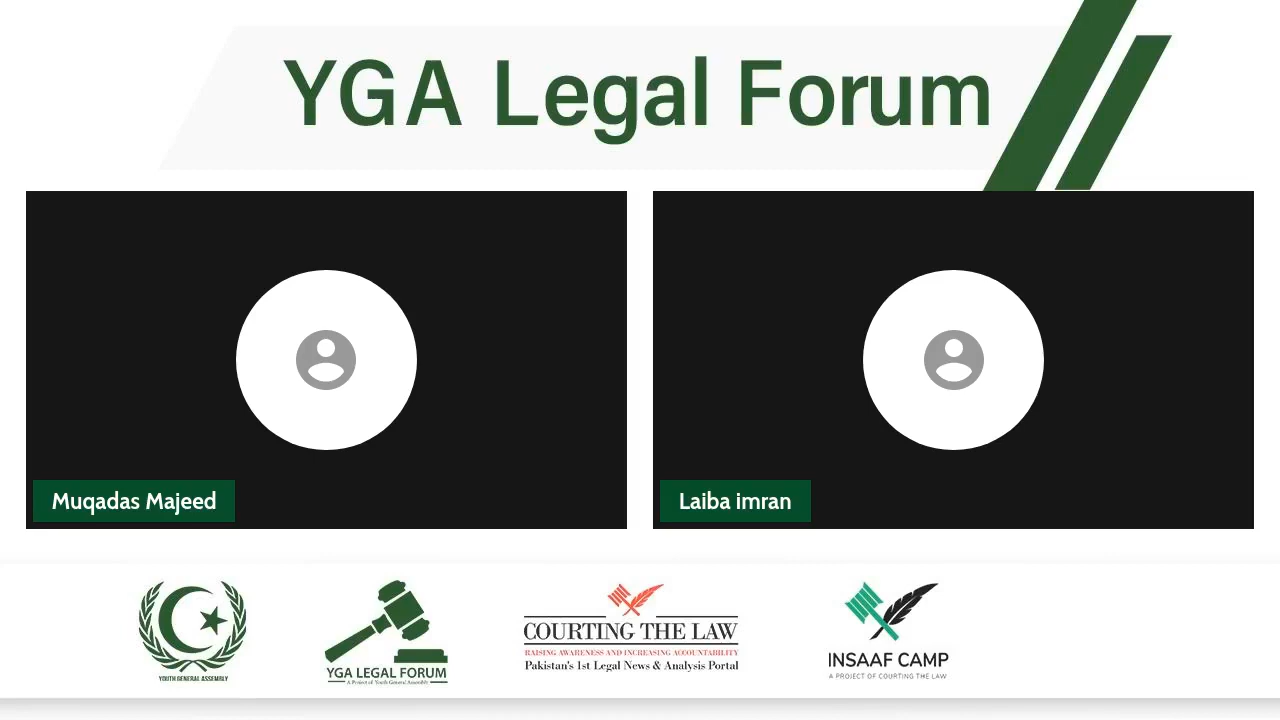 YGA Legal Forum
Muqadas Majeed
Laiba imran
YOUTH GENERAL ASSEMBLY
YGA LEGAL FORUM
A Project of Youth General Assembly
COURTING THE LAW
RAISING AWARENESS AND INCREASING ACCOUNTABILITY
Pakistan's 1st Legal News & Analysis Portal
INSAAF CAMP
A PROJECT OF COURTING THE LAW